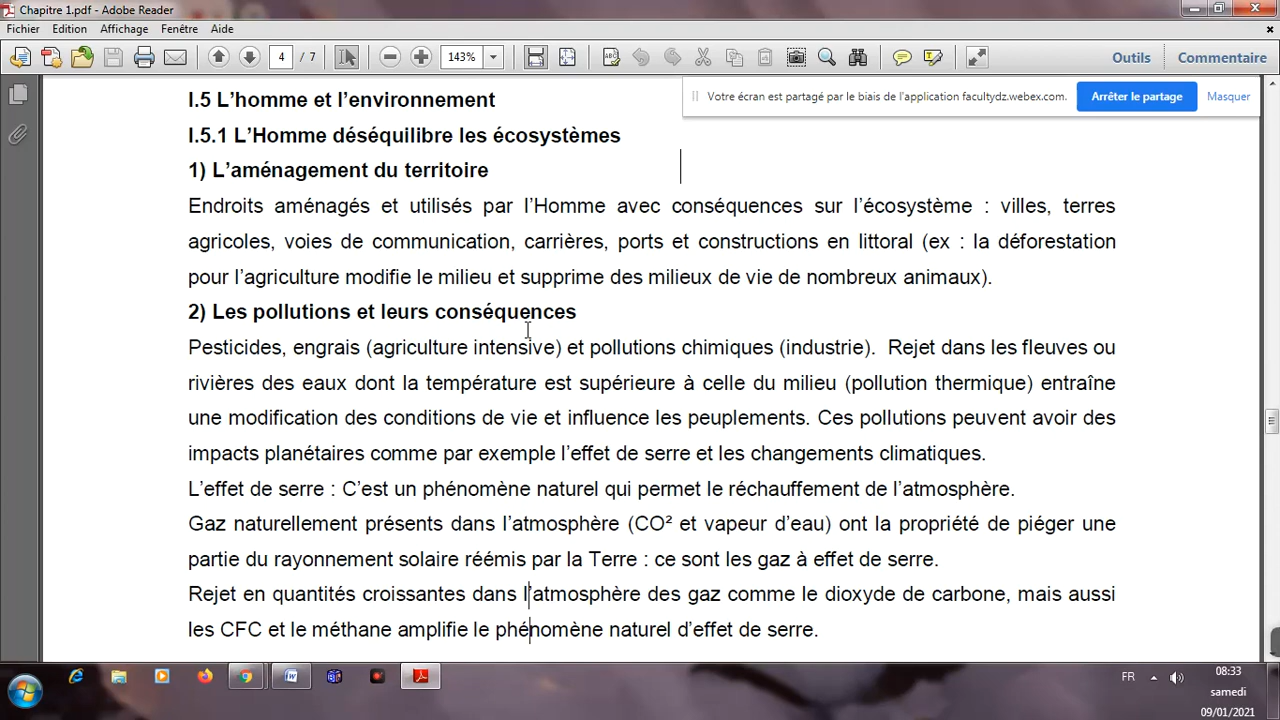 Chapitre 1.pdf - Adobe Reader
Fichier Edition Affichage Fenêtre Aide
4 / 7 143% Outils Commentaire
Votre écran est partagé par le biais de l'application facultydz.webex.com. Arrêter le partage Masquer
I.5 L’homme et l’environnement
I.5.1 L’Homme déséquilibre les écosystèmes
1) L’aménagement du territoire
Endroits aménagés et utilisés par l’Homme avec conséquences sur l’écosystème : villes, terres
agricoles, voies de communication, carrières, ports et constructions en littoral (ex : la déforestation
pour l’agriculture modifie le milieu et supprime des milieux de vie de nombreux animaux).
2) Les pollutions et leurs conséquences
Pesticides, engrais (agriculture intensive) et pollutions chimiques (industrie). Rejet dans les fleuves ou
rivières des eaux dont la température est supérieure à celle du milieu (pollution thermique) entraîne
une modification des conditions de vie et influence les peuplements. Ces pollutions peuvent avoir des
impacts planétaires comme par exemple l’effet de serre et les changements climatiques.
L’effet de serre : C’est un phénomène naturel qui permet le réchauffement de l’atmosphère.
Gaz naturellement présents dans l’atmosphère (CO² et vapeur d’eau) ont la propriété de piéger une
partie du rayonnement solaire réémis par la Terre : ce sont les gaz à effet de serre.
Rejet en quantités croissantes dans l’atmosphère des gaz comme le dioxyde de carbone, mais aussi
les CFC et le méthane amplifie le phénomène naturel d’effet de serre.
FR
08:33
samedi
09/01/2021